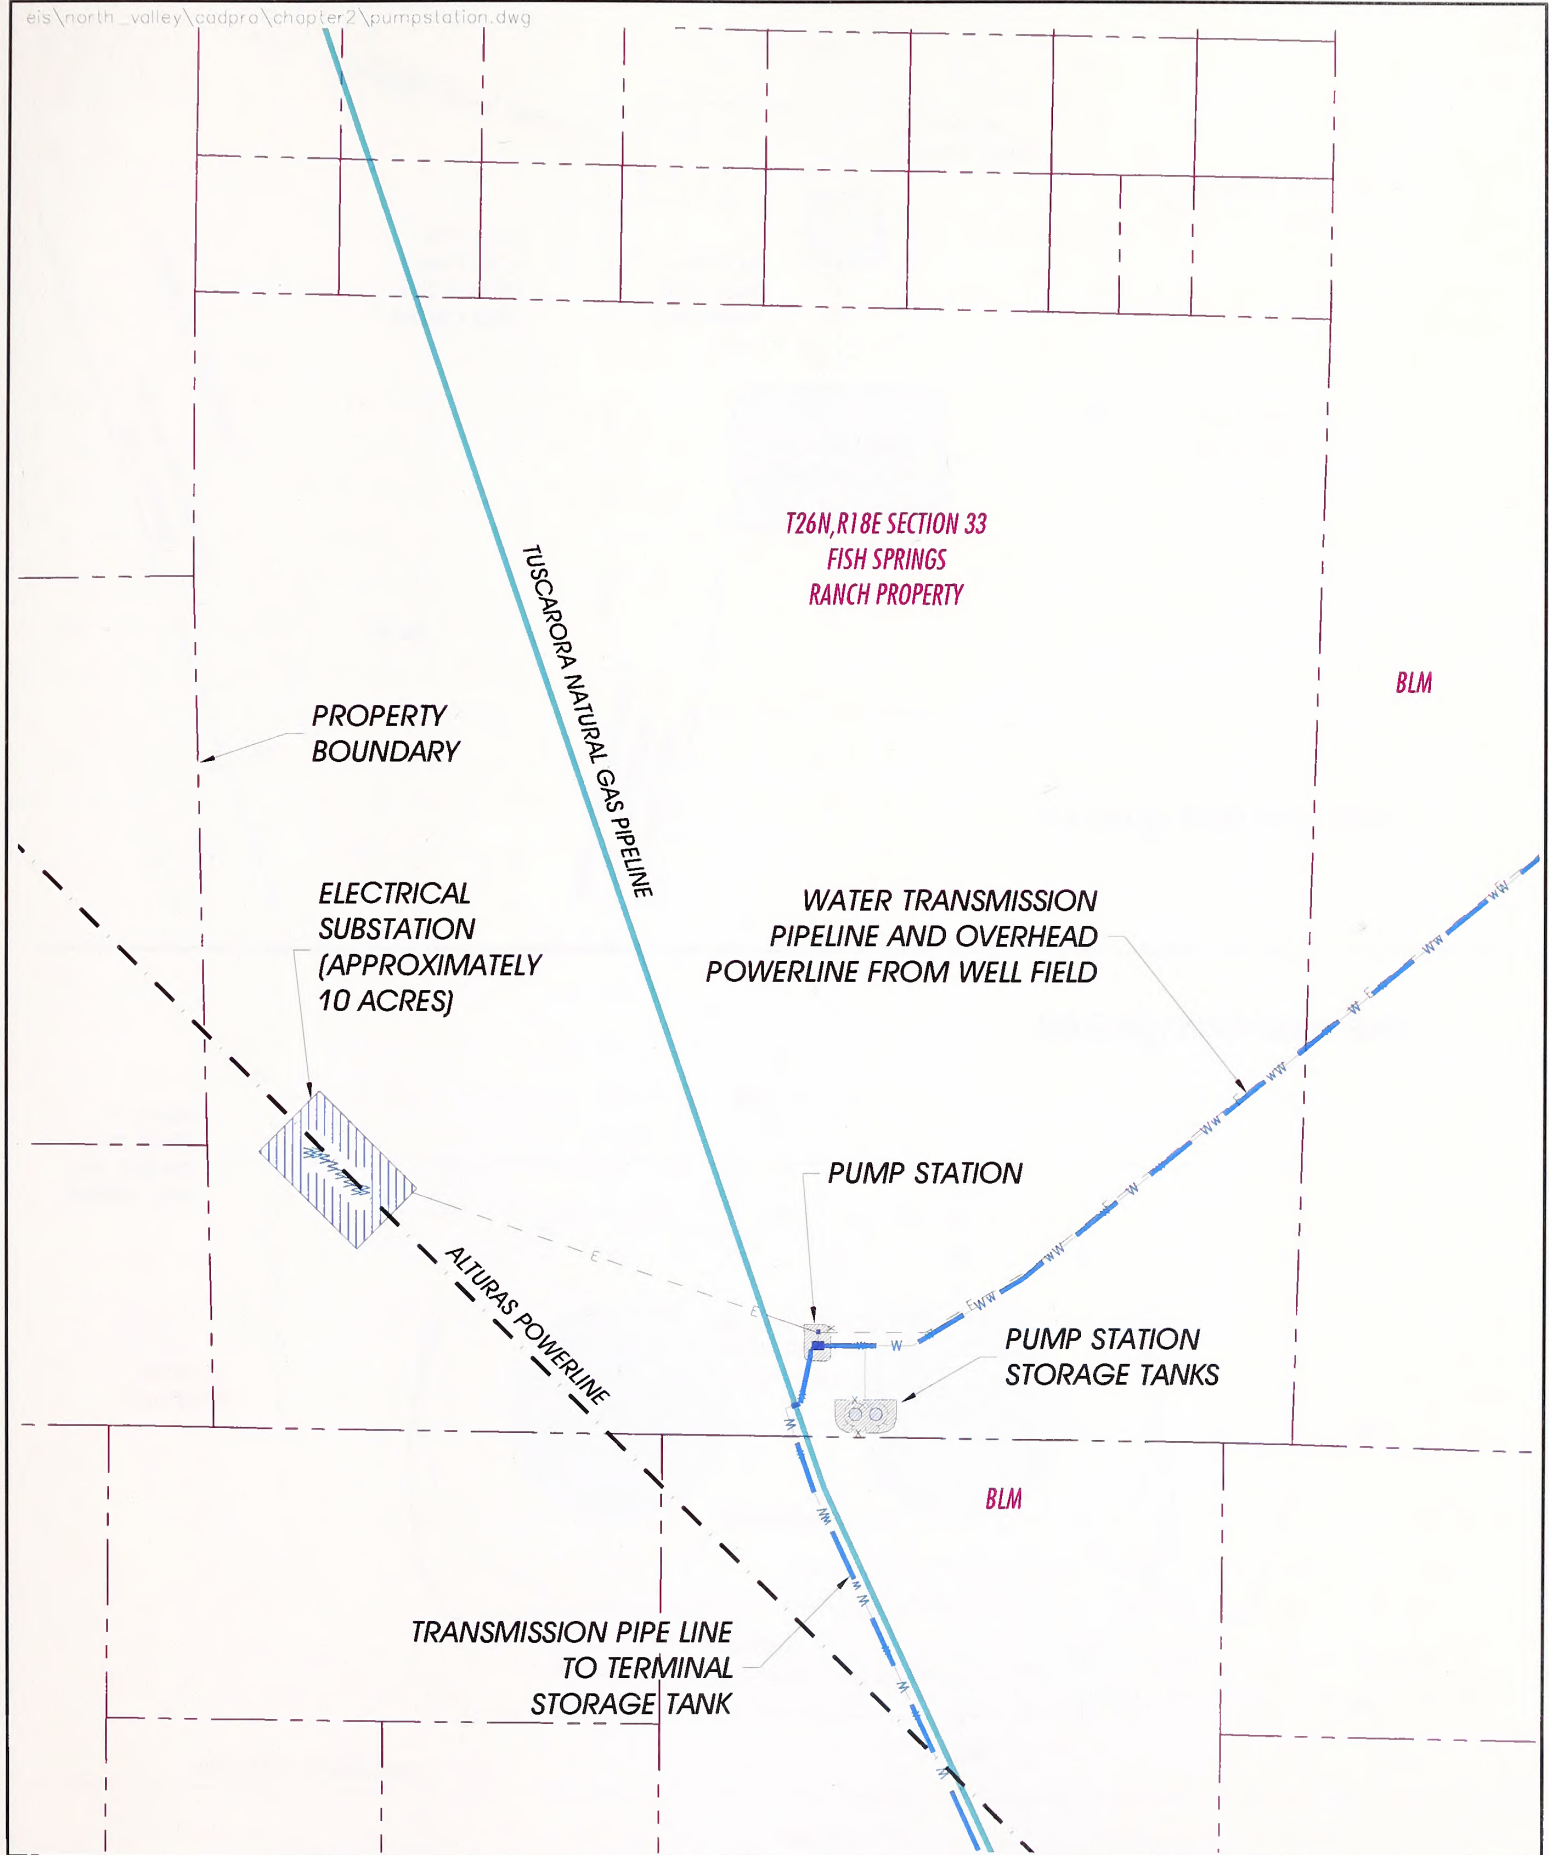 eis\north_valley\cadpro\chapter2\pumpstation.dwg
T26N,R18E SECTION 33
FISH SPRINGS
RANCH PROPERTY
TUSCARORA NATURAL GAS PIPELINE
BLM
PROPERTY
BOUNDARY
ELECTRICAL
SUBSTATION
(APPROXIMATELY
10 ACRES)
WATER TRANSMISSION
PIPELINE AND OVERHEAD
POWERLINE FROM WELL FIELD
PUMP STATION
ALTURAS POWERLINE
PUMP STATION
STORAGE TANKS
BLM
TRANSMISSION PIPE LINE
TO TERMINAL
STORAGE TANK